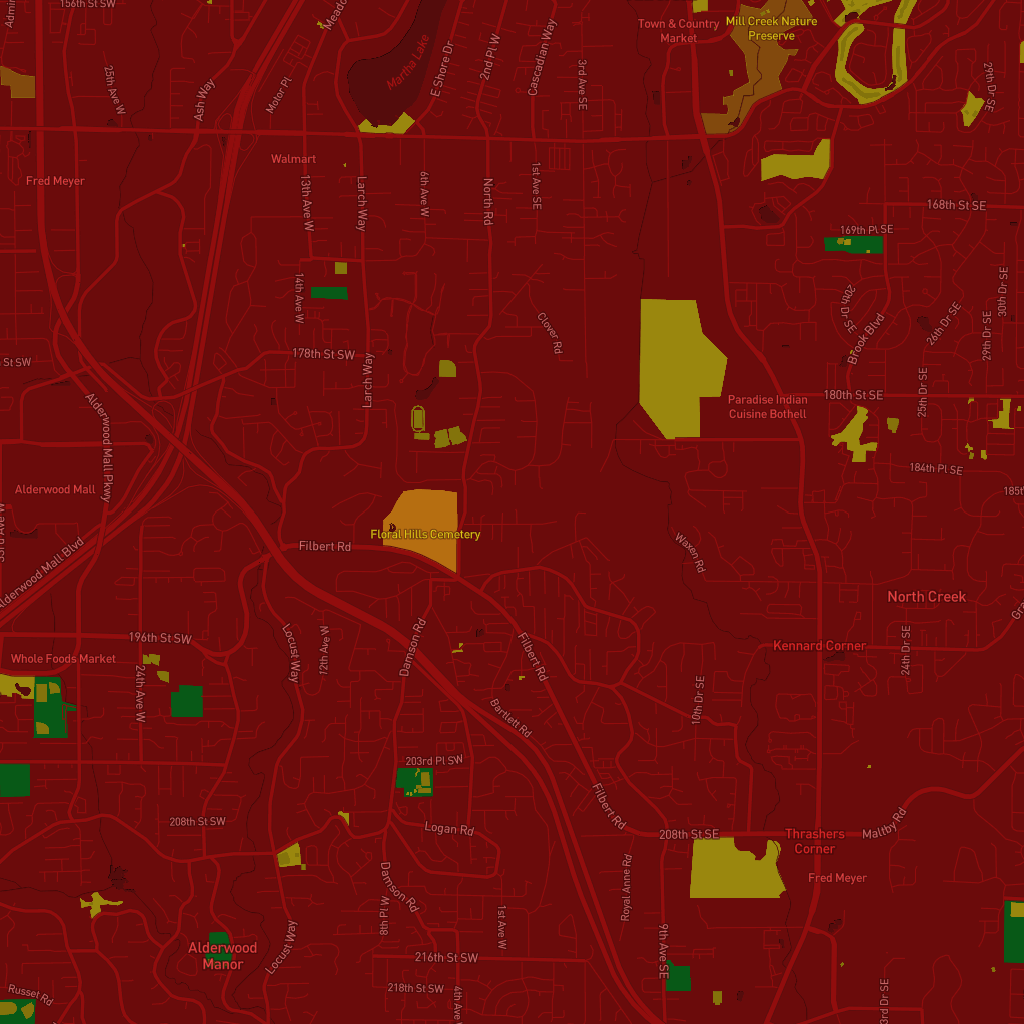 156th St SW
Admir
25th Ave W
Ash Way
Motor Pl
Meado
Martha Lake
E Shore Dr
2nd Pl W
Cascadian Way
3rd Ave SE
Town & Country
Market
Mill Creek Nature
Preserve
29th Dr SE
Fred Meyer
Walmart
13th Ave W
Larch Way
6th Ave W
North Rd
1st Ave SE
168th St SE
169th Pl SE
14th Ave W
20th Dr SE
Brook Blvd
26th Dr SE
29th Dr SE
30th Dr SE
Clover Rd
h St SW
178th St SW
Larch Way
Alderwood Mall Pkwy
Paradise Indian
Cuisine Bothell
180th St SE
25th Dr SE
184th Pl SE
185t
Alderwood Mall
33rd Ave W
Floral Hills Cemetery
Filbert Rd
Waxen Rd
Alderwood Mall Blvd
North Creek
Gra
196th St SW
Locust Way
12th Ave W
Damson Rd
Filbert Rd
Kennard Corner
24th Dr SE
Whole Foods Market
24th Ave W
10th Dr SE
Bartlett Rd
203rd Pl SW
Filbert Rd
208th St SW
Logan Rd
208th St SE
Thrashers
Corner
Maltby Rd
Fred Meyer
Damson Rd
Royal Anne Rd
8th Pl W
1st Ave W
9th Ave SE
Locust Way
Alderwood
Manor
216th St SW
218th St SW
Russet Rd
4th Ave W
3rd Dr SE